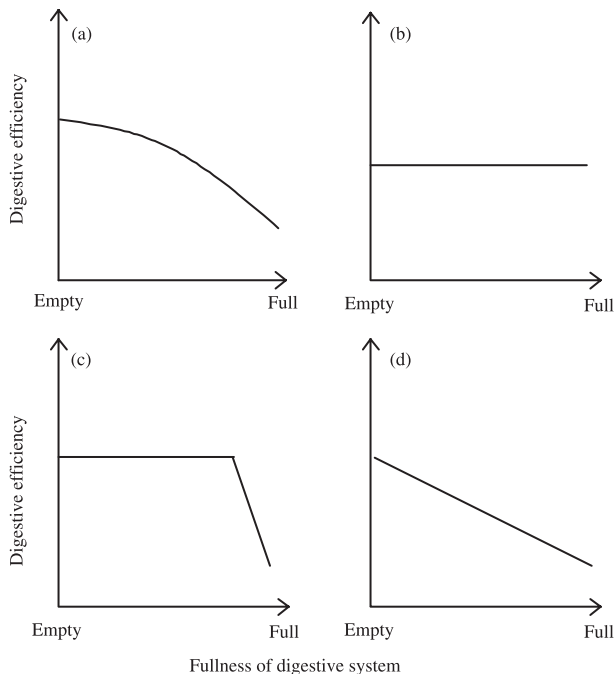 (a)
(b)
Digestive efficiency
Empty
Full
Empty
Full
(c)
(d)
Digestive efficiency
Empty
Full
Empty
Full
Fullness of digestive system